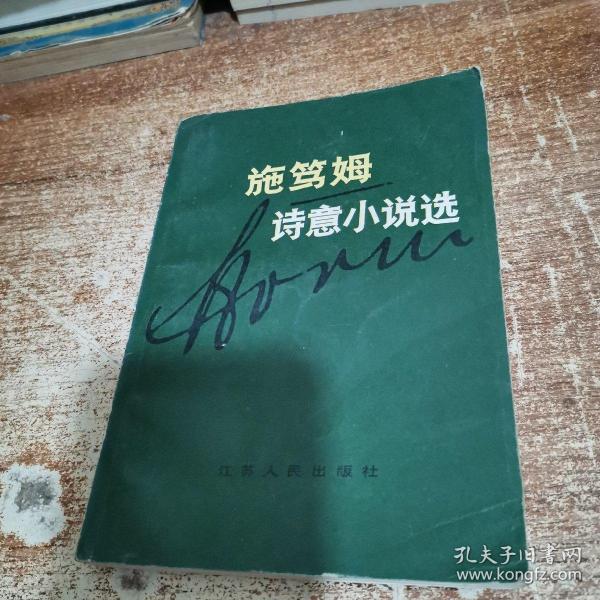 施笃姆
诗意小说选
Storm
江苏人民出版社
孔夫子旧书网
www.kongfz.com